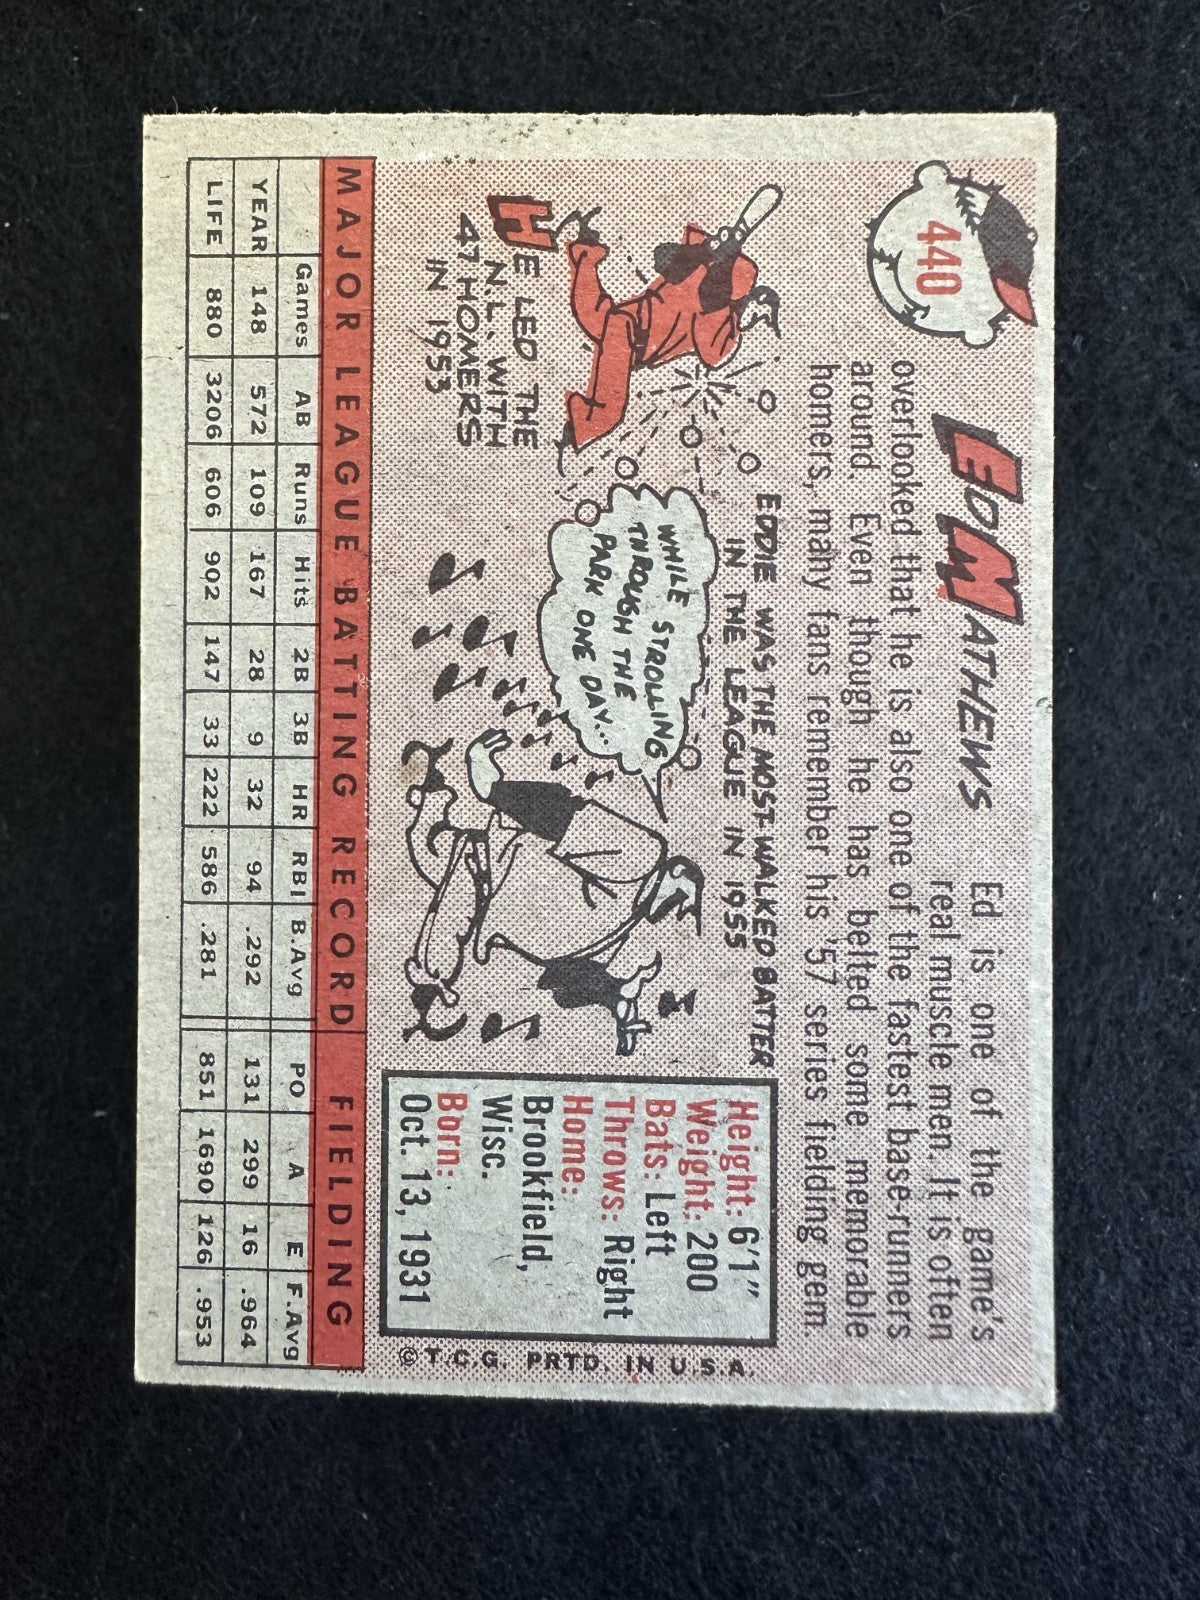 440
ED MATHEWS
Ed is one of the game's
real muscle men. It is often
overlooked that he is also one of the fastest base-runners
around. Even though he has belted some memorable
homers, many fans remember his '57 series fielding gem.
HE LED THE
N.L. WITH
47 HOMERS
IN 1953
EDDIE WAS THE MOST WALKED BATTER
IN THE LEAGUE IN 1955
WHILE STROLLING
THROUGH THE
PARK ONE DAY...
Height: 6'1"
Weight: 200
Bats: Left
Throws: Right
Home:
Brookfield,
Wisc.
Born:
Oct. 13, 1931
© T.C.G. PRTD. IN U.S.A.
MAJOR LEAGUE BATTING RECORD FIELDING
Games AB Runs Hits 2B 3B HR RBI B.Avg PO A E F.Avg
YEAR 148 572 109 167 28 9 32 94 .292 131 299 16 .964
LIFE 880 3206 606 902 147 33 222 586 .281 851 1690 126 .953